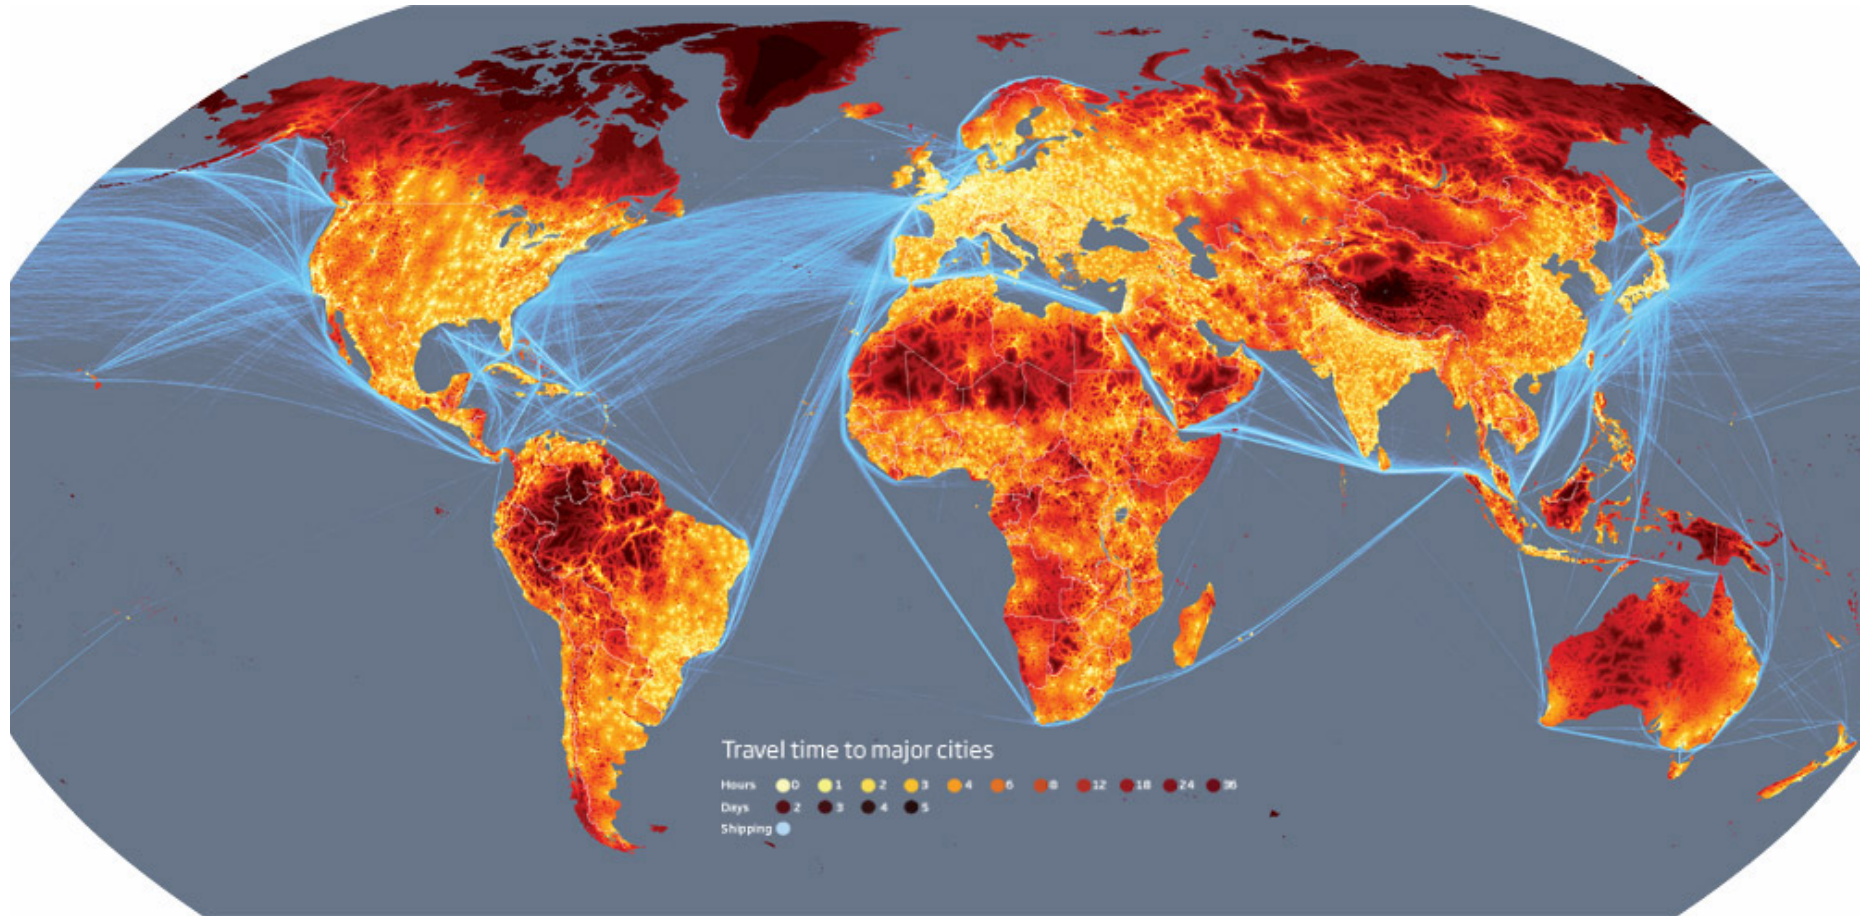 Travel time to major cities
Hours 0 1 2 3 4 6 8 12 18 24 36
Days 2 3 4 5
Shipping